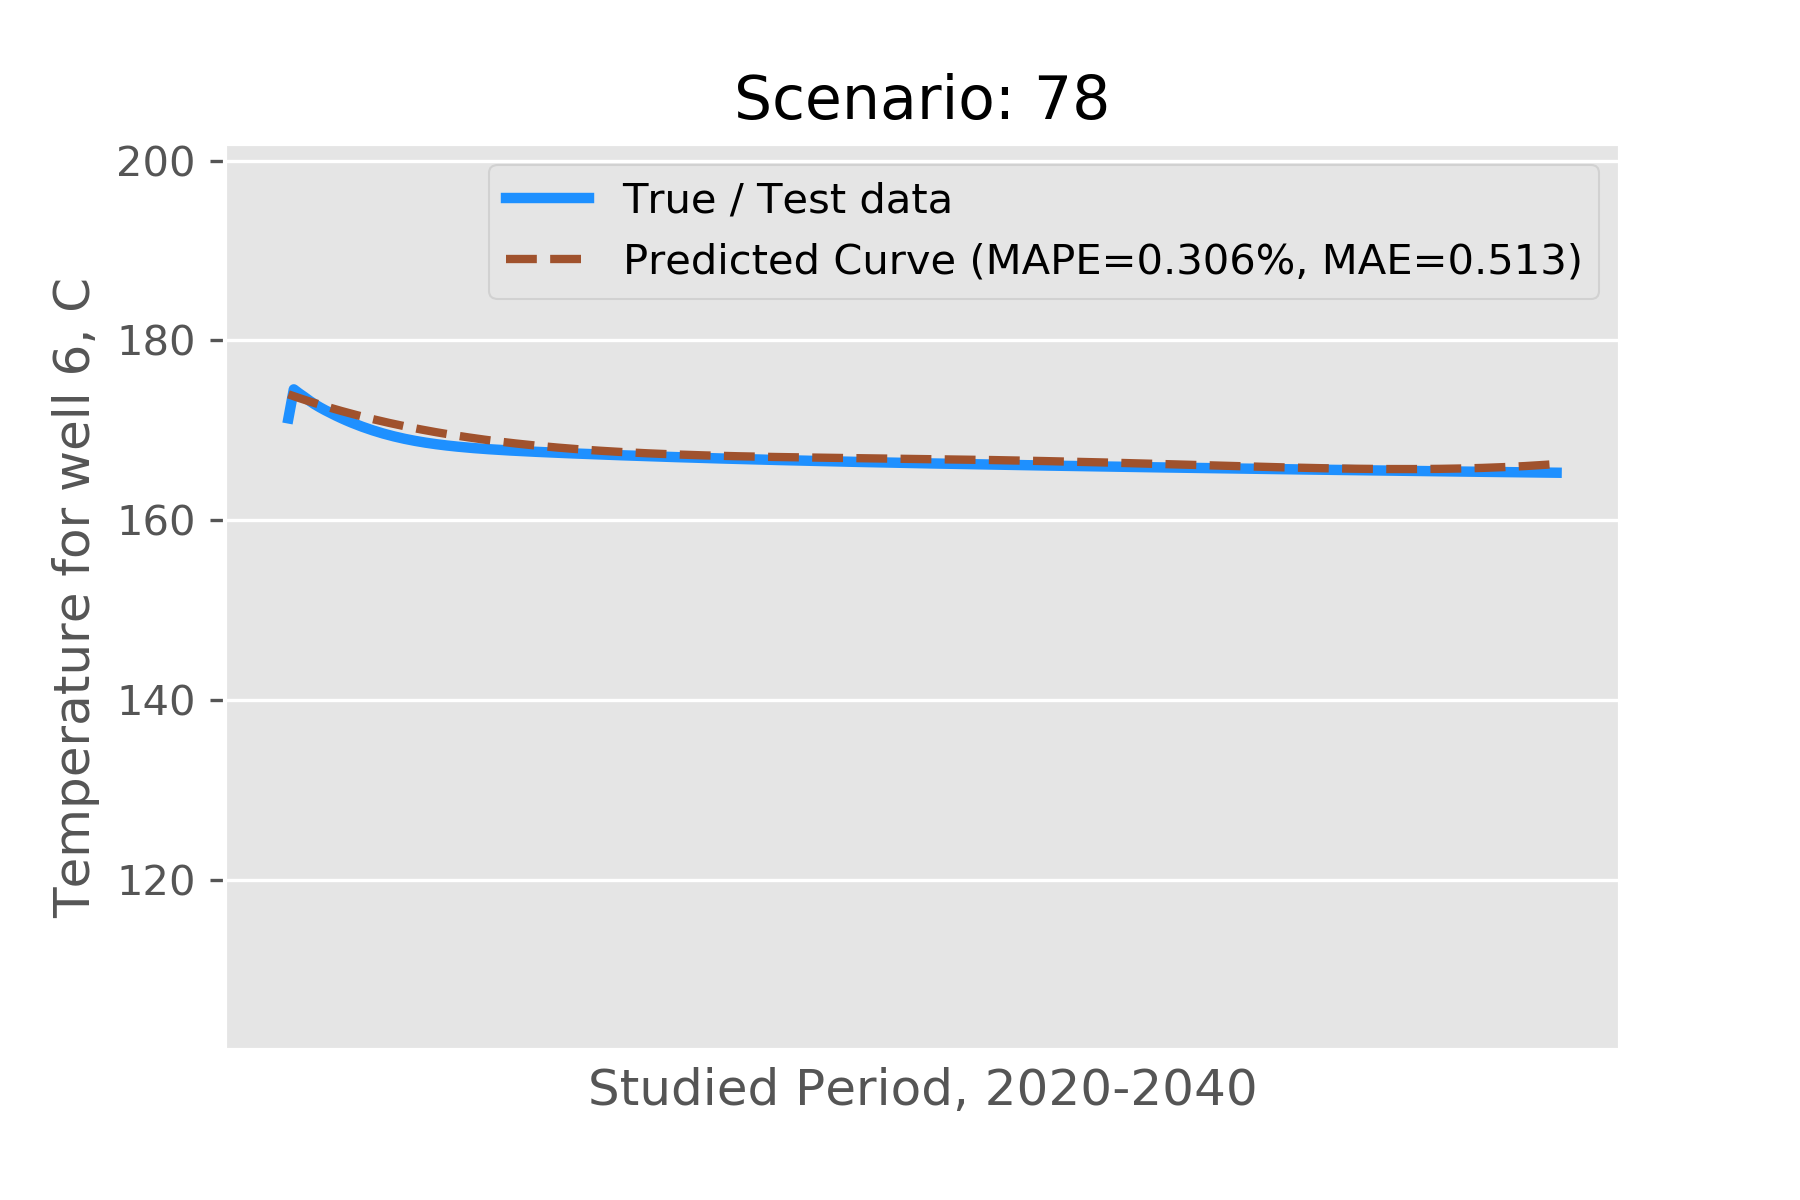 Scenario: 78
True / Test data
Predicted Curve (MAPE=0.306%, MAE=0.513)
Temperature for well 6, C
200
180
160
140
120
Studied Period, 2020-2040